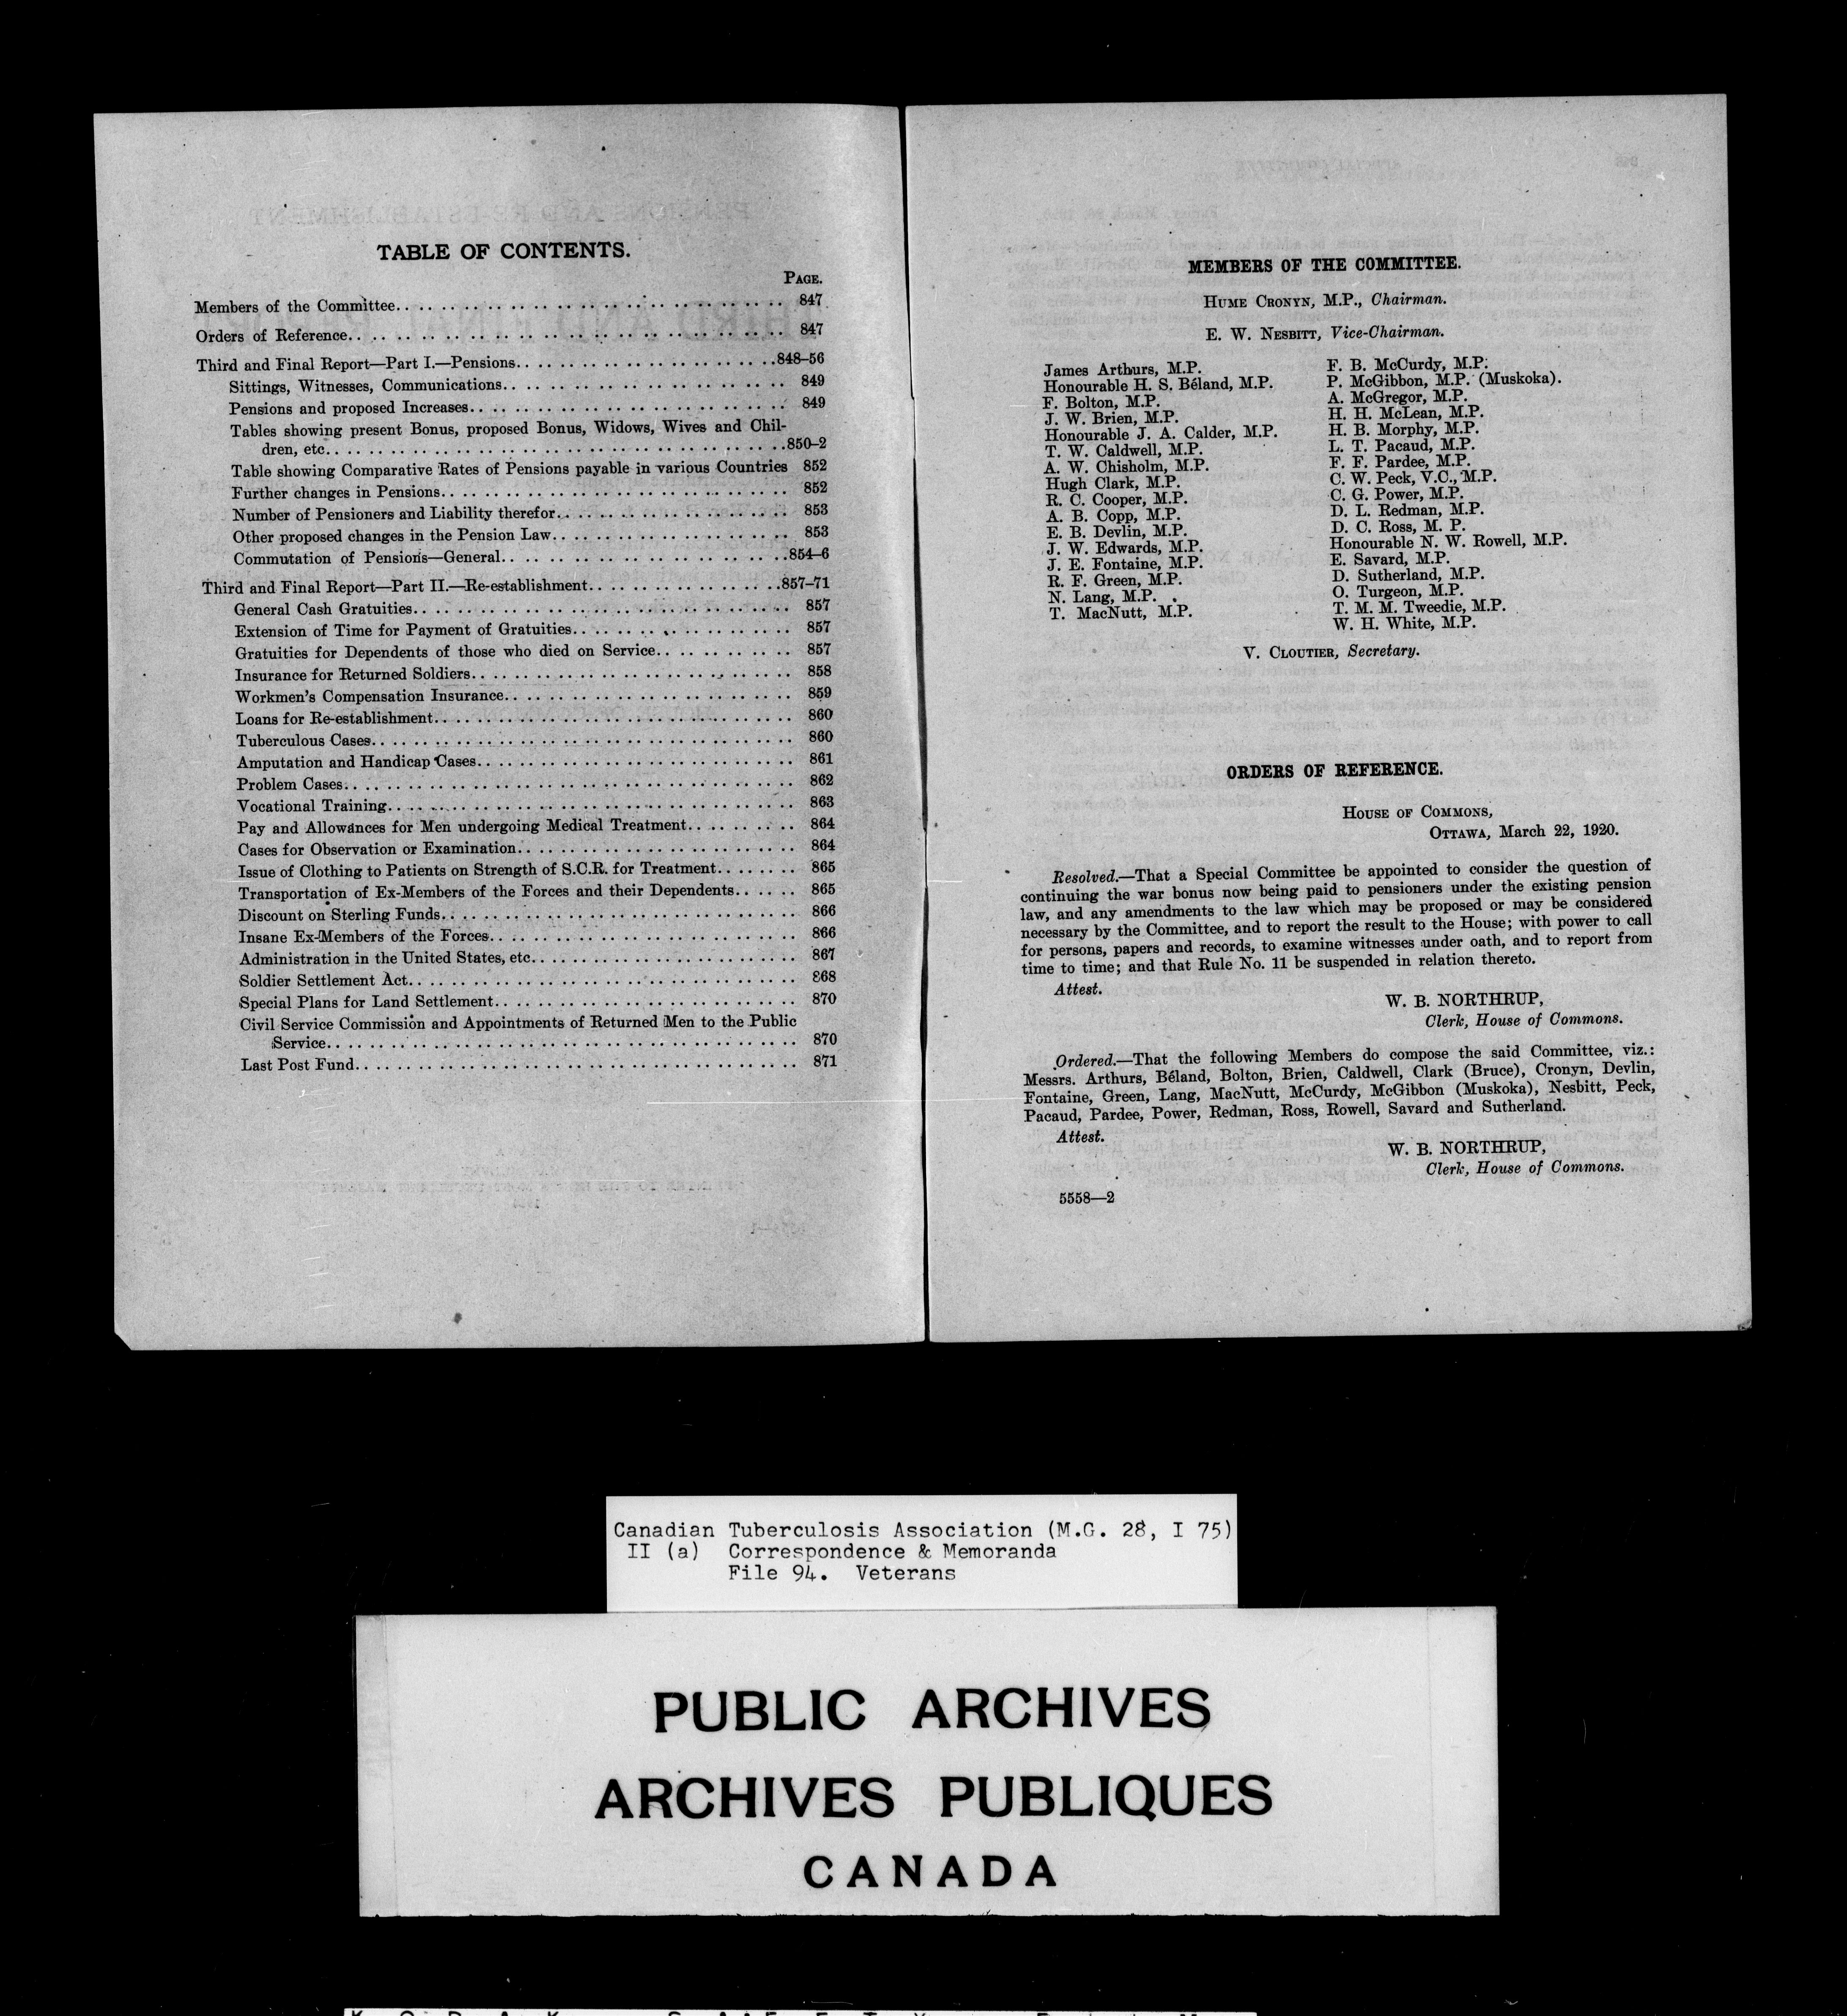 TABLE OF CONTENTS.
PAGE.
Members of the Committee. . . . . . . . . . . . . . . . . . . 847
Orders of Reference. . . . . . . . . . . . . . . . . . . 847
Third and Final Report—Part I.—Pensions. . . . . . . . . . . . 848-56
Sittings, Witnesses, Communications. . . . . . . . . . . . 849
Pensions and proposed Increases. . . . . . . . . . . . 849
Tables showing present Bonus, proposed Bonus, Widows, Wives and Chil-
dren, etc. . . . . . . . . . . . . . . . . . . 850-2
Table showing Comparative Rates of Pensions payable in various Countries 852
Further changes in Pensions. . . . . . . . . . . . 852
Number of Pensioners and Liability therefor. . . . . . . . . . . . 853
Other proposed changes in the Pension Law. . . . . . . . . . . . 853
Commutation of Pensions—General. . . . . . . . . . . . 854-6
Third and Final Report—Part II.—Re-establishment. . . . . . . . . 857-71
General Cash Gratuities. . . . . . . . . . . . 857
Extension of Time for Payment of Gratuities. . . . . . . . . . 857
Gratuities for Dependents of those who died on Service. . . . . . 857
Insurance for Returned Soldiers. . . . . . . . . . . . 858
Workmen's Compensation Insurance. . . . . . . . . . . . 859
Loans for Re-establishment. . . . . . . . . . . . 860
Tuberculous Cases. . . . . . . . . . . . 860
Amputation and Handicap Cases. . . . . . . . . . . . 861
Problem Cases. . . . . . . . . . . . 862
Vocational Training. . . . . . . . . . . . 863
Pay and Allowances for Men undergoing Medical Treatment. . . . . 864
Cases for Observation or Examination. . . . . . . . . . . . 864
Issue of Clothing to Patients on Strength of S.C.R. for Treatment. . . . 865
Transportation of Ex-Members of the Forces and their Dependents. . . 865
Discount on Sterling Funds. . . . . . . . . . . . 866
Insane Ex-Members of the Forces. . . . . . . . . . . . 866
Administration in the United States, etc. . . . . . . . . . . . 867
Soldier Settlement Act. . . . . . . . . . . . 868
Special Plans for Land Settlement. . . . . . . . . . . . 870
Civil Service Commission and Appointments of Returned Men to the Public
Service. . . . . . . . . . . . 870
Last Post Fund. . . . . . . . . . . . 871
MEMBERS OF THE COMMITTEE.
HUME CRONYN, M.P., Chairman.
E. W. NESBITT, Vice-Chairman.
James Arthurs, M.P.
Honourable H. S. Béland, M.P.
F. Bolton, M.P.
J. W. Brien, M.P.
Honourable J. A. Calder, M.P.
T. W. Caldwell, M.P.
A. W. Chisholm, M.P.
Hugh Clark, M.P.
R. C. Cooper, M.P.
A. B. Copp, M.P.
E. B. Devlin, M.P.
J. W. Edwards, M.P.
J. E. Fontaine, M.P.
R. F. Green, M.P.
N. Lang, M.P.
T. MacNutt, M.P.
F. B. McCurdy, M.P.
P. McGibbon, M.P. (Muskoka).
A. McGregor, M.P.
H. H. McLean, M.P.
H. B. Morphy, M.P.
L. T. Pacaud, M.P.
F. F. Pardee, M.P.
C. W. Peck, V.C., M.P.
C. G. Power, M.P.
D. L. Redman, M.P.
D. C. Ross, M. P.
Honourable N. W. Rowell, M.P.
E. Savard, M.P.
D. Sutherland, M.P.
O. Turgeon, M.P.
T. M. M. Tweedie, M.P.
W. H. White, M.P.
V. CLOUTIER, Secretary.
ORDERS OF REFERENCE.
HOUSE OF COMMONS,
OTTAWA, March 22, 1920.
Resolved.—That a Special Committee be appointed to consider the question of
continuing the war bonus now being paid to pensioners under the existing pension
law, and any amendments to the law which may be proposed or may be considered
necessary by the Committee, and to report the result to the House; with power to call
for persons, papers and records, to examine witnesses under oath, and to report from
time to time; and that Rule No. 11 be suspended in relation thereto.
Attest.
W. B. NORTHRUP,
Clerk, House of Commons.
Ordered.—That the following Members do compose the said Committee, viz.:
Messrs. Arthurs, Béland, Bolton, Brien, Caldwell, Clark (Bruce), Cronyn, Devlin,
Fontaine, Green, Lang, MacNutt, McCurdy, McGibbon (Muskoka), Nesbitt, Peck,
Pacaud, Pardee, Power, Redman, Ross, Rowell, Savard and Sutherland.
Attest.
W. B. NORTHRUP,
Clerk, House of Commons.
5558—2
Canadian Tuberculosis Association (M.G. 28, I 75)
II (a) Correspondence & Memoranda
File 94. Veterans
PUBLIC ARCHIVES
ARCHIVES PUBLIQUES
CANADA